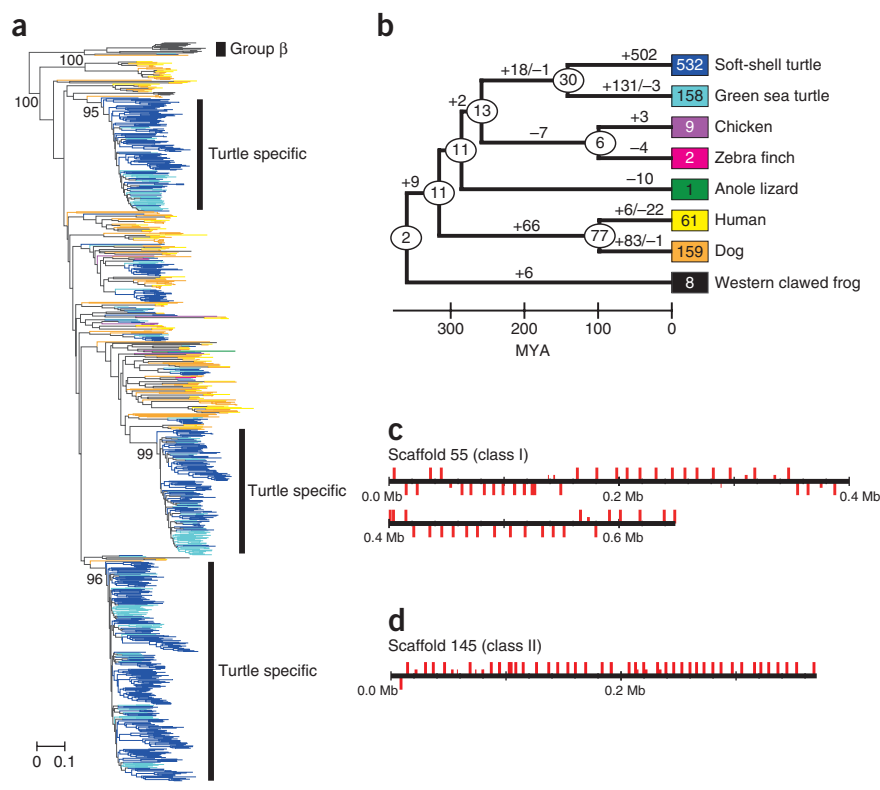 a
100
Group β
100
95
Turtle specific
99
Turtle specific
96
Turtle specific
0 0.1
b
+502
532 Soft-shell turtle
+18/−1
30
+131/−3
158 Green sea turtle
+2
13
+3
9 Chicken
−7
6
−4
2 Zebra finch
11
−10
1 Anole lizard
+9
11
+6/−22
61 Human
+66
77
+83/−1
159 Dog
2
+6
8 Western clawed frog
300 200 100 0
MYA
c
Scaffold 55 (class I)
0.0 Mb 0.2 Mb 0.4 Mb
0.4 Mb 0.6 Mb
d
Scaffold 145 (class II)
0.0 Mb 0.2 Mb